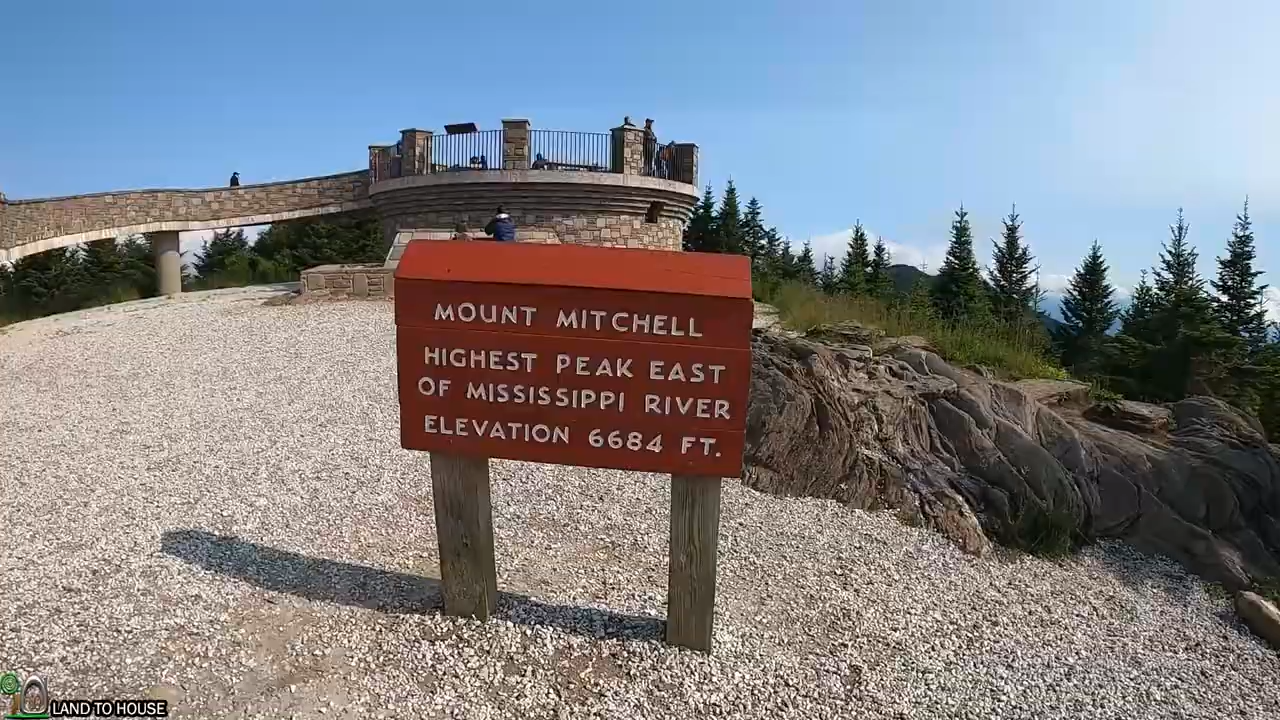 MOUNT MITCHELL
HIGHEST PEAK EAST
OF MISSISSIPPI RIVER
ELEVATION 6684 FT.
LAND TO HOUSE